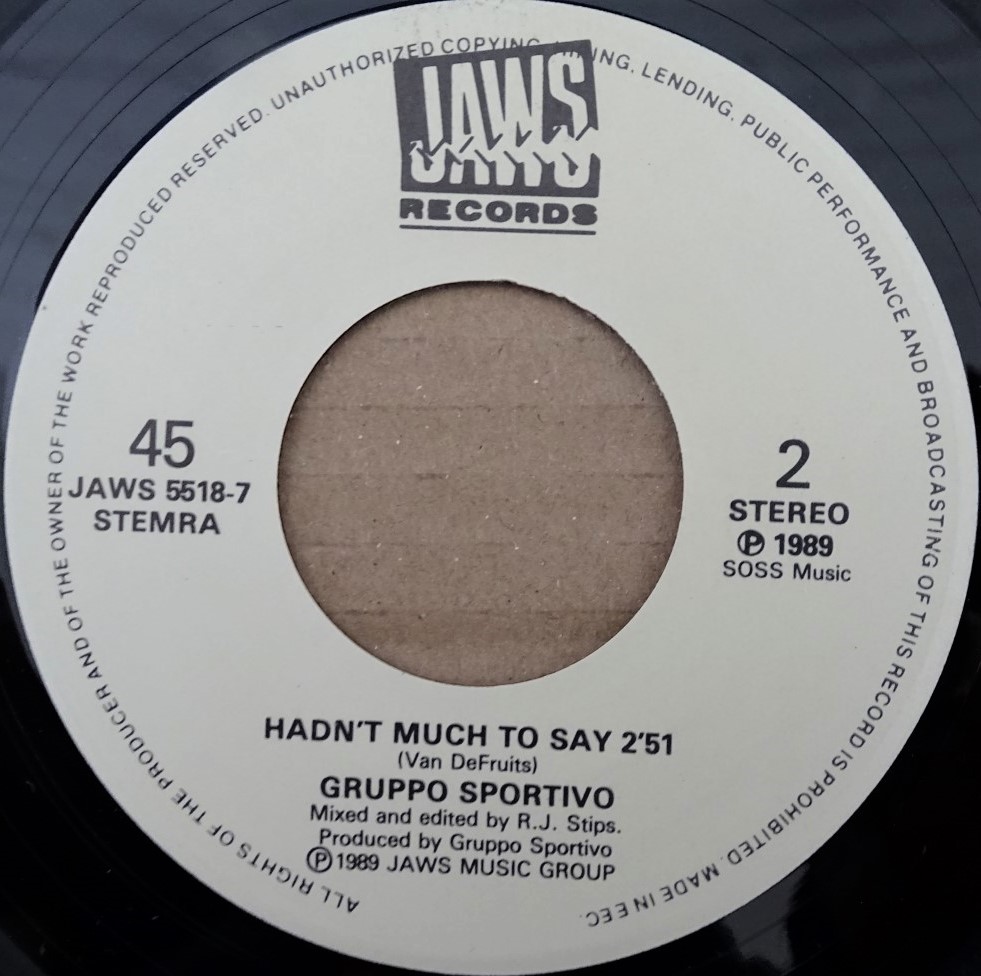 ALL RIGHTS OF THE PRODUCER AND OF THE OWNER OF THE WORK REPRODUCED RESERVED. UNAUTHORIZED COPYING, LENDING, PUBLIC PERFORMANCE AND BROADCASTING OF THIS RECORD IS PROHIBITED. MADE IN EEC.
JAWS
RECORDS
45
JAWS 5518-7
STEMRA
2
STEREO
Ⓟ 1989
SOSS Music
HADN'T MUCH TO SAY 2'51
(Van DeFruits)
GRUPPO SPORTIVO
Mixed and edited by R.J. Stips.
Produced by Gruppo Sportivo
Ⓟ1989 JAWS MUSIC GROUP